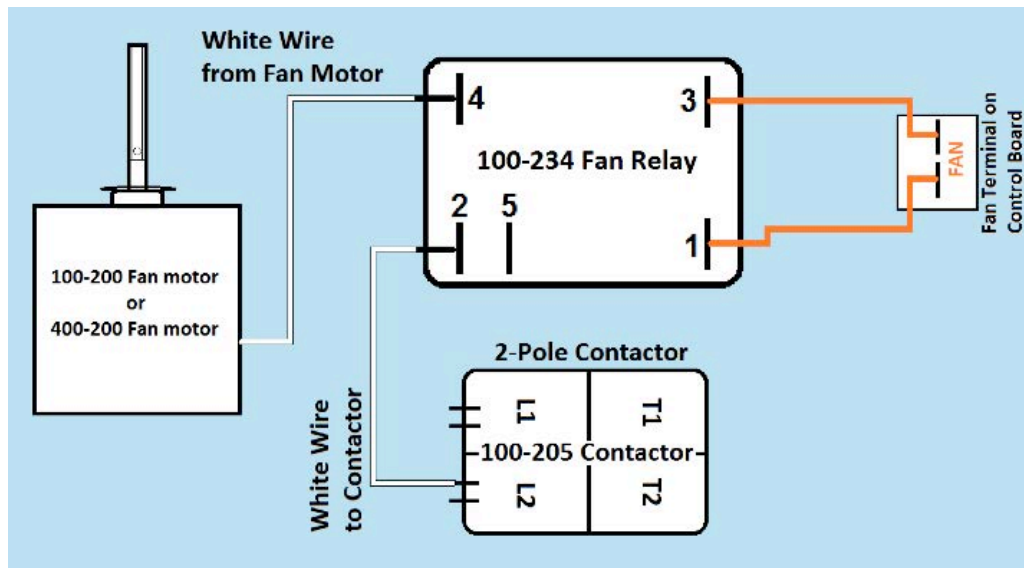 White Wire
from Fan Motor
4
3
100-234 Fan Relay
2
5
1
FAN
Fan Terminal on
Control Board
100-200 Fan motor
or
400-200 Fan motor
2-Pole Contactor
White Wire
to Contactor
L1
T1
100-205 Contactor
L2
T2